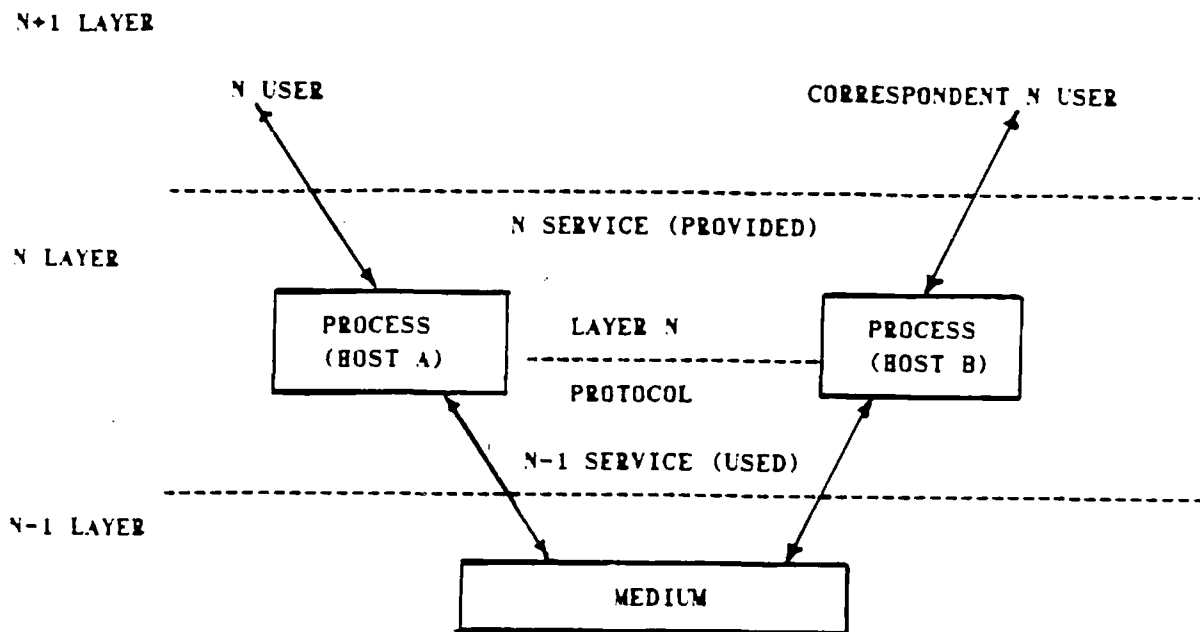 N+1 LAYER
N USER
CORRESPONDENT N USER
N SERVICE (PROVIDED)
N LAYER
PROCESS
(HOST A)
LAYER N
PROTOCOL
PROCESS
(HOST B)
N-1 SERVICE (USED)
N-1 LAYER
MEDIUM